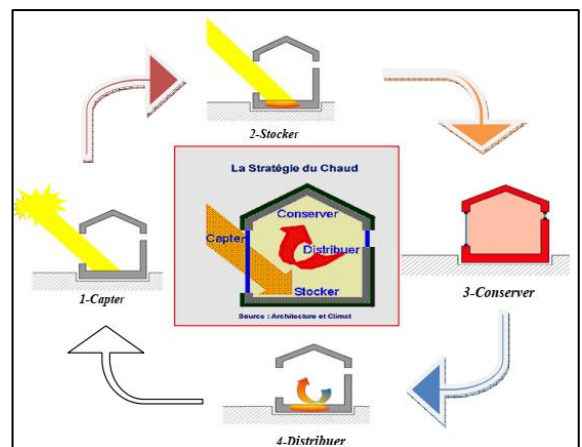 2-Stocker
La Stratégie du Chaud
Conserver
Capter
Distribuer
Stocker
Source : Architecture et Climat
1-Capter
3-Conserver
4-Distribuer